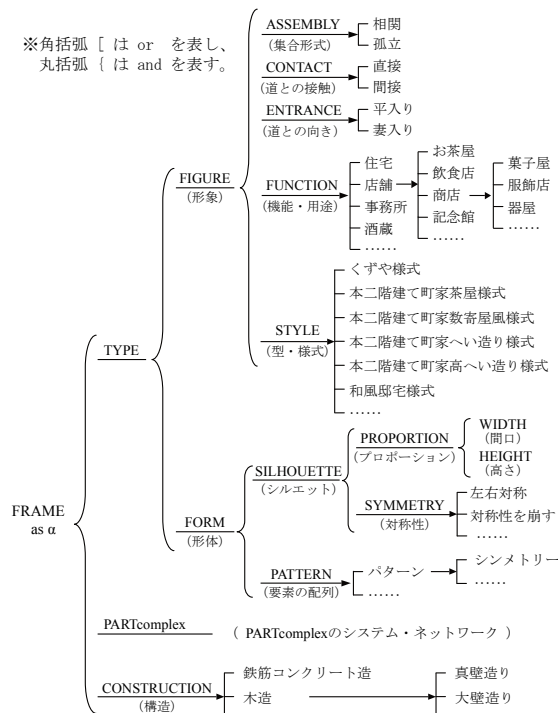 ※角括弧 [ は or を表し、
丸括弧 { は and を表す。
ASSEMBLY
(集合形式)
相関
孤立
CONTACT
(道との接触)
直接
間接
ENTRANCE
(道との向き)
平入り
妻入り
FIGURE
(形象)
FUNCTION
(機能・用途)
住宅
店舗
事務所
酒蔵
……
お茶屋
飲食店
商店
記念館
……
菓子屋
服飾店
器屋
……
STYLE
(型・様式)
くずや様式
本二階建て町家茶屋様式
本二階建て町家数寄屋風様式
本二階建て町家へい造り様式
本二階建て町家高へい造り様式
和風邸宅様式
……
TYPE
FORM
(形体)
SILHOUETTE
(シルエット)
PROPORTION
(プロポーション)
WIDTH
(間口)
HEIGHT
(高さ)
SYMMETRY
(対称性)
左右対称
対称性を崩す
……
PATTERN
(要素の配列)
パターン
……
シンメトリー
……
FRAME
as α
PARTcomplex
( PARTcomplexのシステム・ネットワーク )
CONSTRUCTION
(構造)
鉄筋コンクリート造
木造
真壁造り
大壁造り